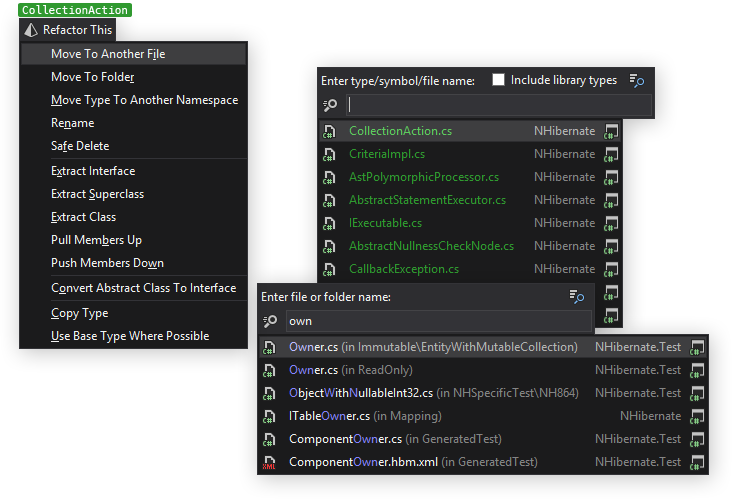 CollectionAction
Refactor This
Move To Another File
Move To Folder
Move Type To Another Namespace
Rename
Safe Delete
Extract Interface
Extract Superclass
Extract Class
Pull Members Up
Push Members Down
Convert Abstract Class To Interface
Copy Type
Use Base Type Where Possible
Enter type/symbol/file name: Include library types
C# CollectionAction.cs NHibernate C#
C# CriteriaImpl.cs NHibernate C#
C# AstPolymorphicProcessor.cs NHibernate C#
C# AbstractStatementExecutor.cs NHibernate C#
C# IExecutable.cs NHibernate C#
C# AbstractNullnessCheckNode.cs NHibernate C#
C# CallbackException.cs NHibernate C#
C#
C#
Enter file or folder name:
own
C# Owner.cs (in Immutable\EntityWithMutableCollection) NHibernate.Test C#
C# Owner.cs (in ReadOnly) NHibernate.Test C#
C# ObjectWithNullableInt32.cs (in NHSpecificTest\NH864) NHibernate.Test C#
C# ITableOwner.cs (in Mapping) NHibernate C#
C# ComponentOwner.cs (in GeneratedTest) NHibernate.Test C#
XML ComponentOwner.hbm.xml (in GeneratedTest) NHibernate.Test C#